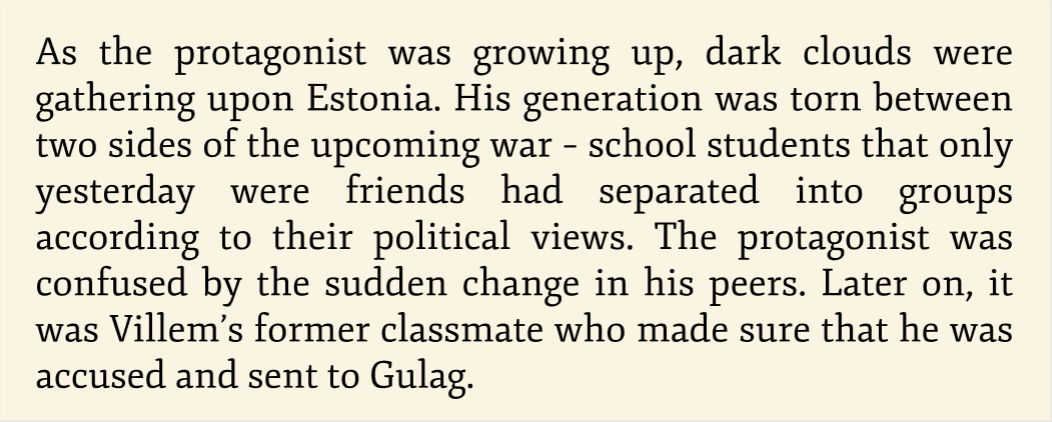 As the protagonist was growing up, dark clouds were
gathering upon Estonia. His generation was torn between
two sides of the upcoming war – school students that only
yesterday were friends had separated into groups
according to their political views. The protagonist was
confused by the sudden change in his peers. Later on, it
was Villem’s former classmate who made sure that he was
accused and sent to Gulag.